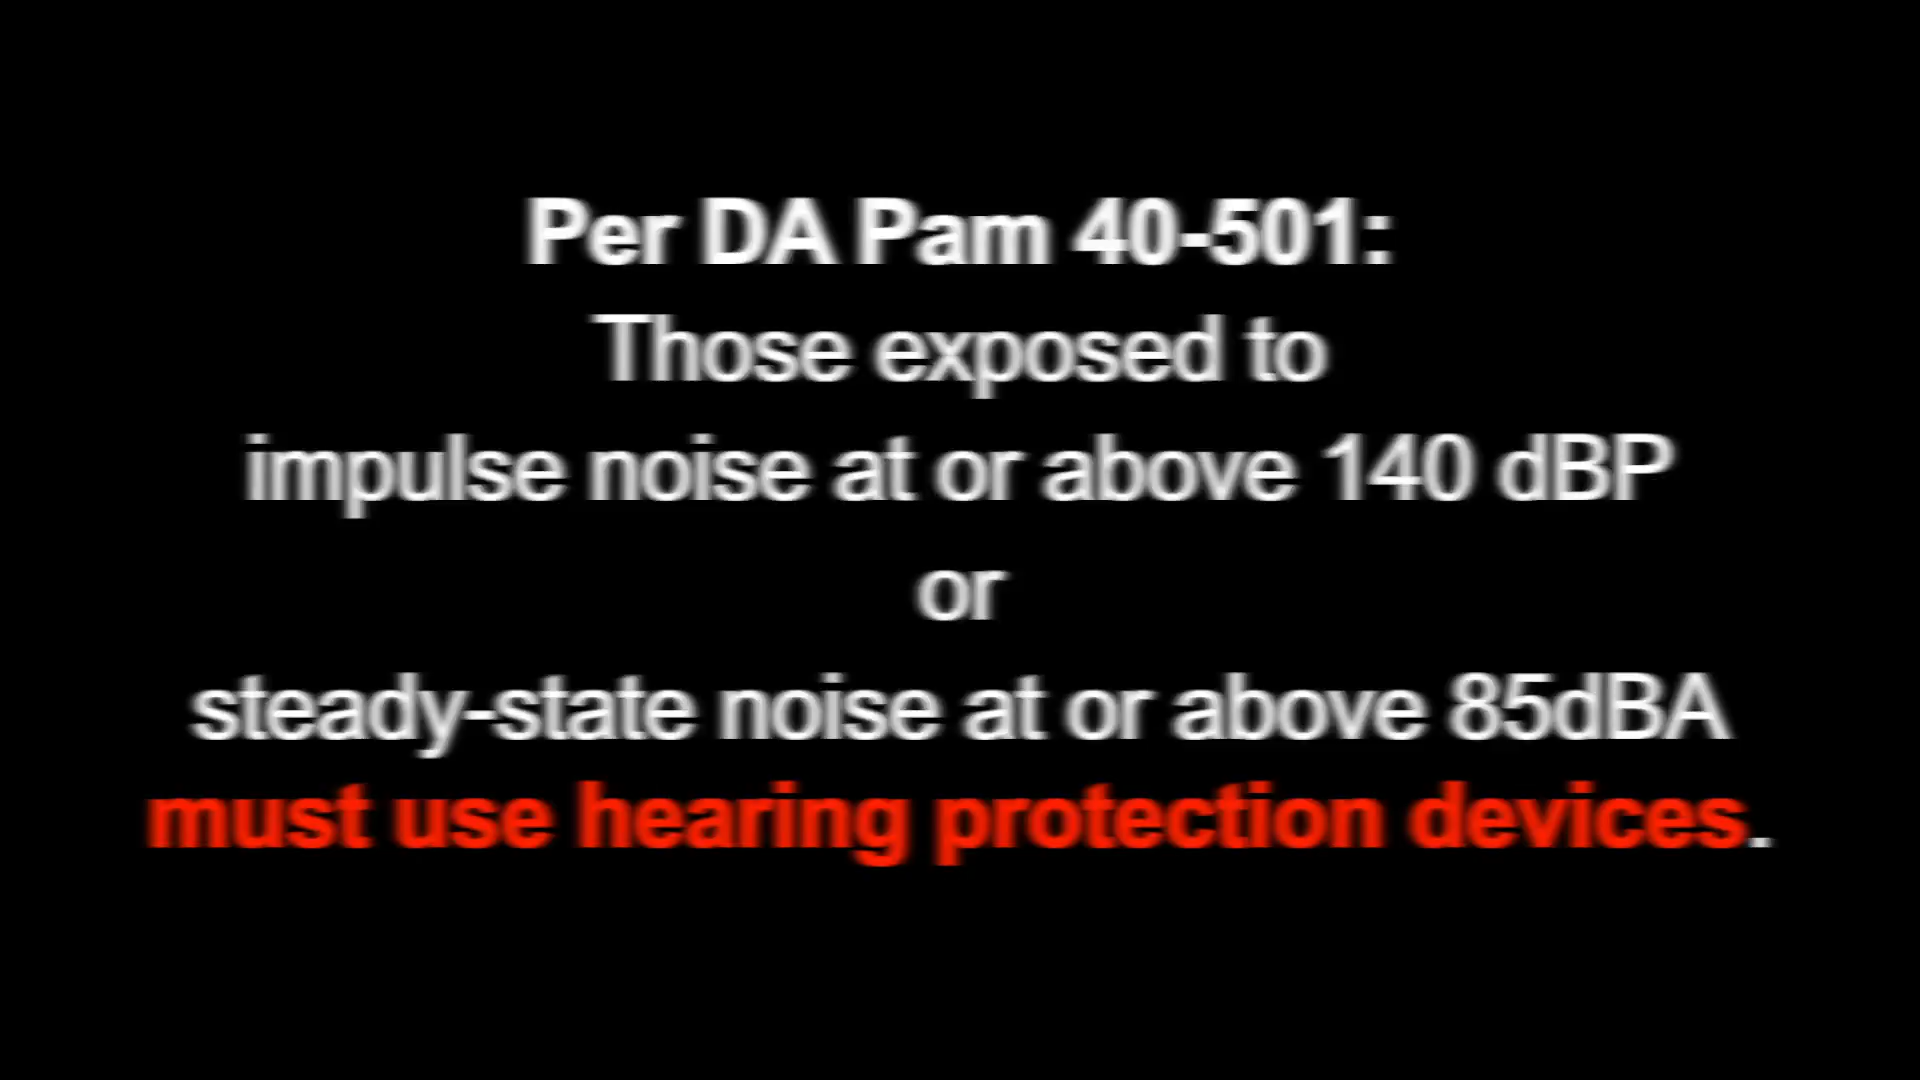 Per DA Pam 40-501:
Those exposed to
impulse noise at or above 140 dBP
or
steady-state noise at or above 85dBA
must use hearing protection devices.